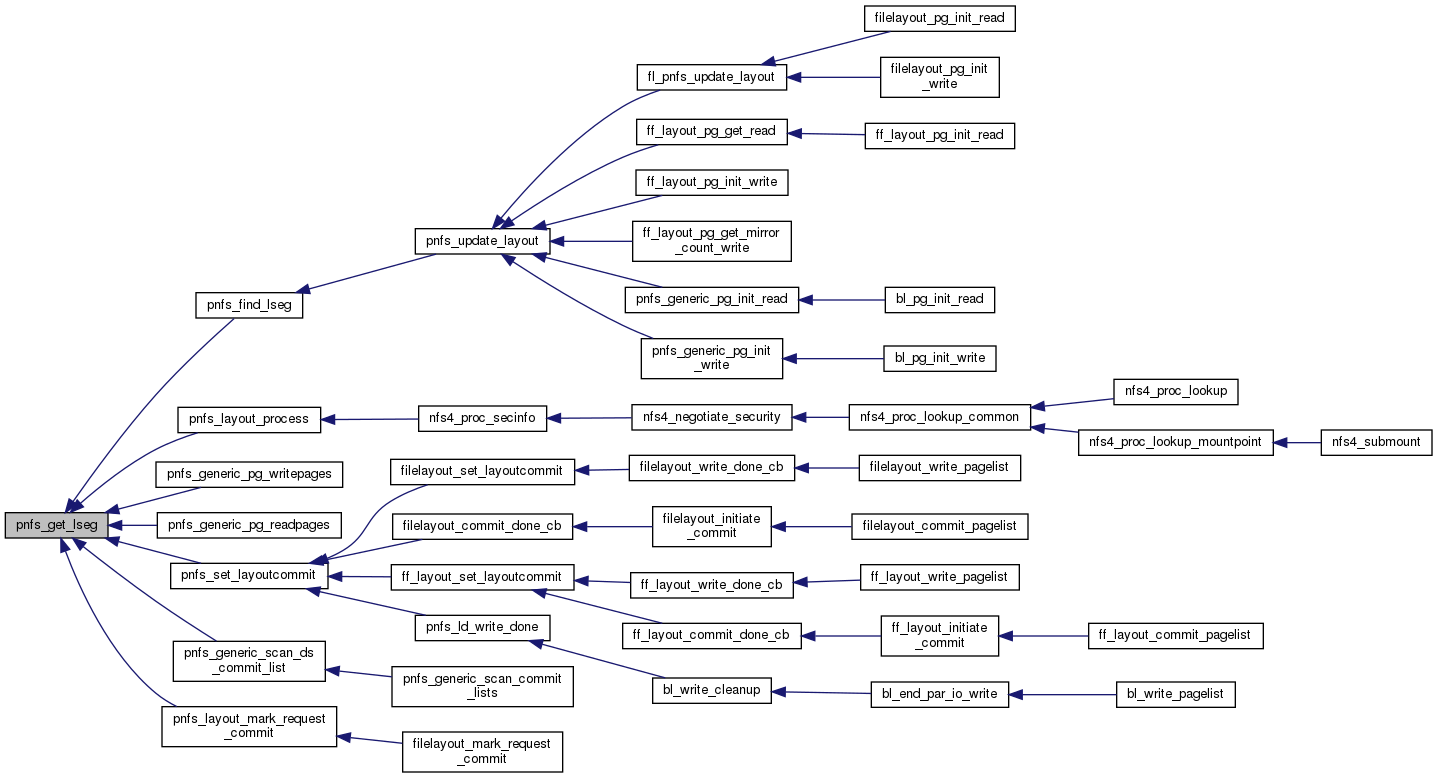 filelayout_pg_init_read
fl_pnfs_update_layout
filelayout_pg_init
_write
ff_layout_pg_get_read
ff_layout_pg_init_read
ff_layout_pg_init_write
pnfs_update_layout
ff_layout_pg_get_mirror
_count_write
pnfs_find_lseg
pnfs_generic_pg_init_read
bl_pg_init_read
pnfs_generic_pg_init
_write
bl_pg_init_write
nfs4_proc_lookup
pnfs_layout_process
nfs4_proc_secinfo
nfs4_negotiate_security
nfs4_proc_lookup_common
nfs4_proc_lookup_mountpoint
nfs4_submount
pnfs_generic_pg_writepages
filelayout_set_layoutcommit
filelayout_write_done_cb
filelayout_write_pagelist
pnfs_get_lseg
pnfs_generic_pg_readpages
filelayout_commit_done_cb
filelayout_initiate
_commit
filelayout_commit_pagelist
pnfs_set_layoutcommit
ff_layout_set_layoutcommit
ff_layout_write_done_cb
ff_layout_write_pagelist
pnfs_ld_write_done
ff_layout_commit_done_cb
ff_layout_initiate
_commit
ff_layout_commit_pagelist
pnfs_generic_scan_ds
_commit_list
pnfs_generic_scan_commit
_lists
bl_write_cleanup
bl_end_par_io_write
bl_write_pagelist
pnfs_layout_mark_request
_commit
filelayout_mark_request
_commit